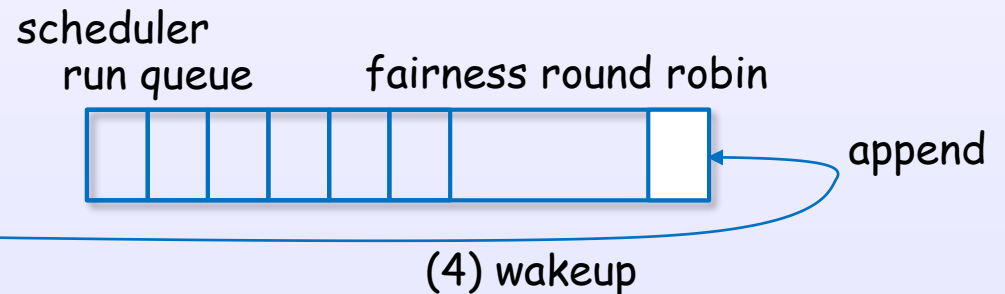 scheduler
run queue
fairness round robin
append
(4) wakeup